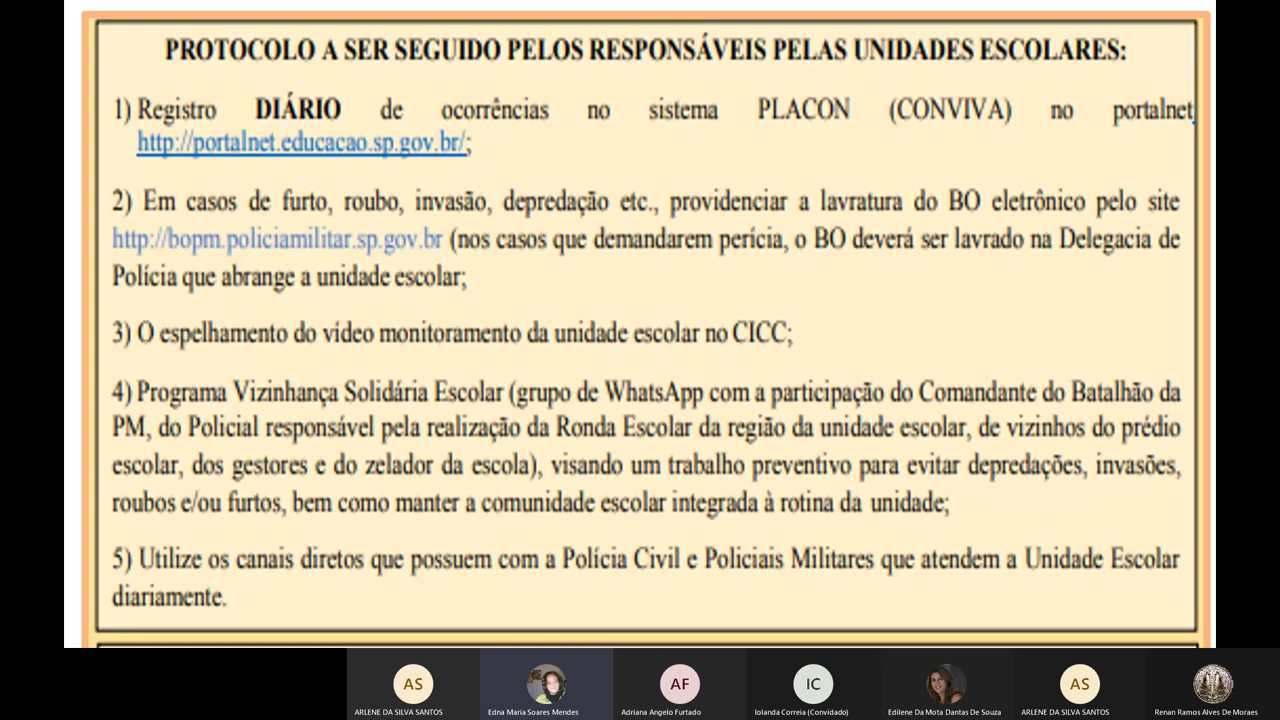 PROTOCOLO A SER SEGUIDO PELOS RESPONSÁVEIS PELAS UNIDADES ESCOLARES:
1) Registro DIÁRIO de ocorrências no sistema PLACON (CONVIVA) no portalnet
http://portalnet.educacao.sp.gov.br/;
2) Em casos de furto, roubo, invasão, depredação etc., providenciar a lavratura do BO eletrônico pelo site
http://bopm.policiamilitar.sp.gov.br (nos casos que demandarem perícia, o BO deverá ser lavrado na Delegacia de
Polícia que abrange a unidade escolar;
3) O espelhamento do vídeo monitoramento da unidade escolar no CICC;
4) Programa Vizinhança Solidária Escolar (grupo de WhatsApp com a participação do Comandante do Batalhão da
PM, do Policial responsável pela realização da Ronda Escolar da região da unidade escolar, de vizinhos do prédio
escolar, dos gestores e do zelador da escola), visando um trabalho preventivo para evitar depredações, invasões,
roubos e/ou furtos, bem como manter a comunidade escolar integrada à rotina da unidade;
5) Utilize os canais diretos que possuem com a Polícia Civil e Policiais Militares que atendem a Unidade Escolar
diariamente.
AS AF IC AS
ARLENE DA SILVA SANTOS Edna Maria Soares Mendes Adriana Angelo Furtado Iolanda Correia (Convidado) Edilene Da Mota Dantas De Souza ARLENE DA SILVA SANTOS Renan Ramos Alves De Moraes